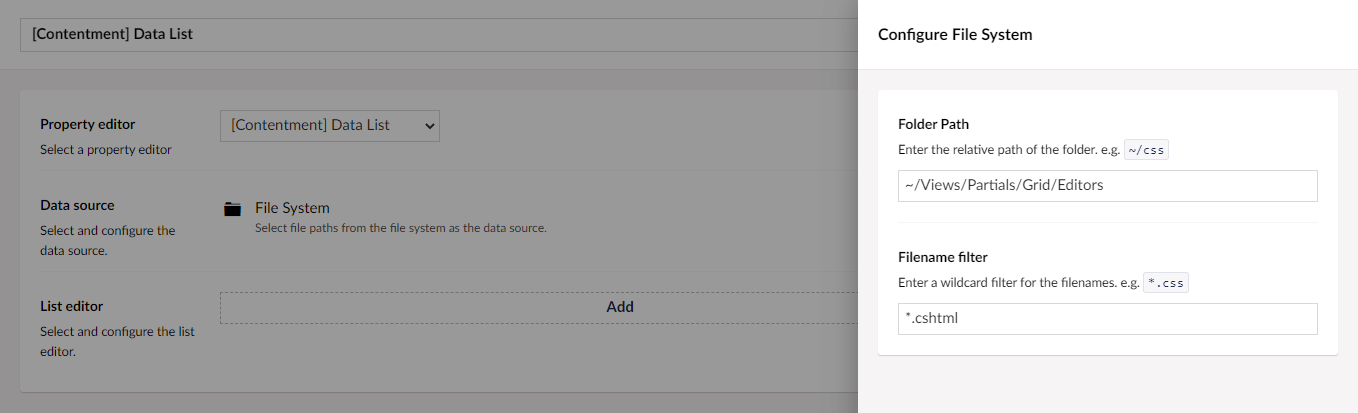 [Contentment] Data List
Property editor
Select a property editor
[Contentment] Data List
Data source
Select and configure the
data source.
File System
Select file paths from the file system as the data source.
List editor
Select and configure the list
editor.
Add
Configure File System
Folder Path
Enter the relative path of the folder. e.g. ~/css
~/Views/Partials/Grid/Editors
Filename filter
Enter a wildcard filter for the filenames. e.g. *.css
*.cshtml